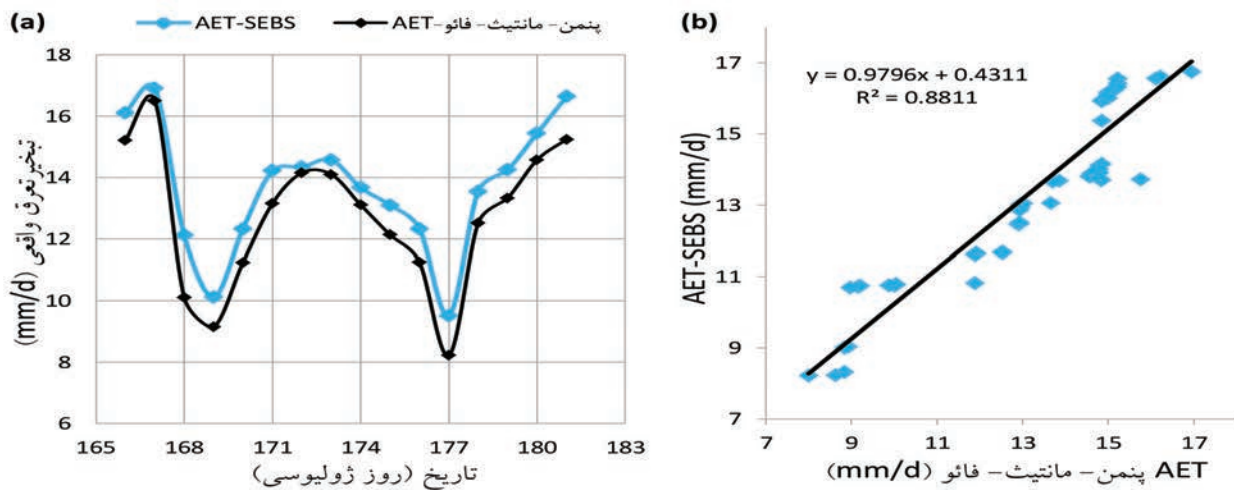 (a)
AET-SEBS
AET-پنمن-مانتیث-فائو
18
16
14
12
10
8
6
تبخیرتعرق واقعی (mm/d)
165 168 171 174 177 180 183
تاریخ (روز ژولیوسی)
(b)
y = 0.9796x + 0.4311
R² = 0.8811
17
15
13
11
9
7
AET-SEBS (mm/d)
7 9 11 13 15 17
AET پنمن- مانتیث- فائو (mm/d)